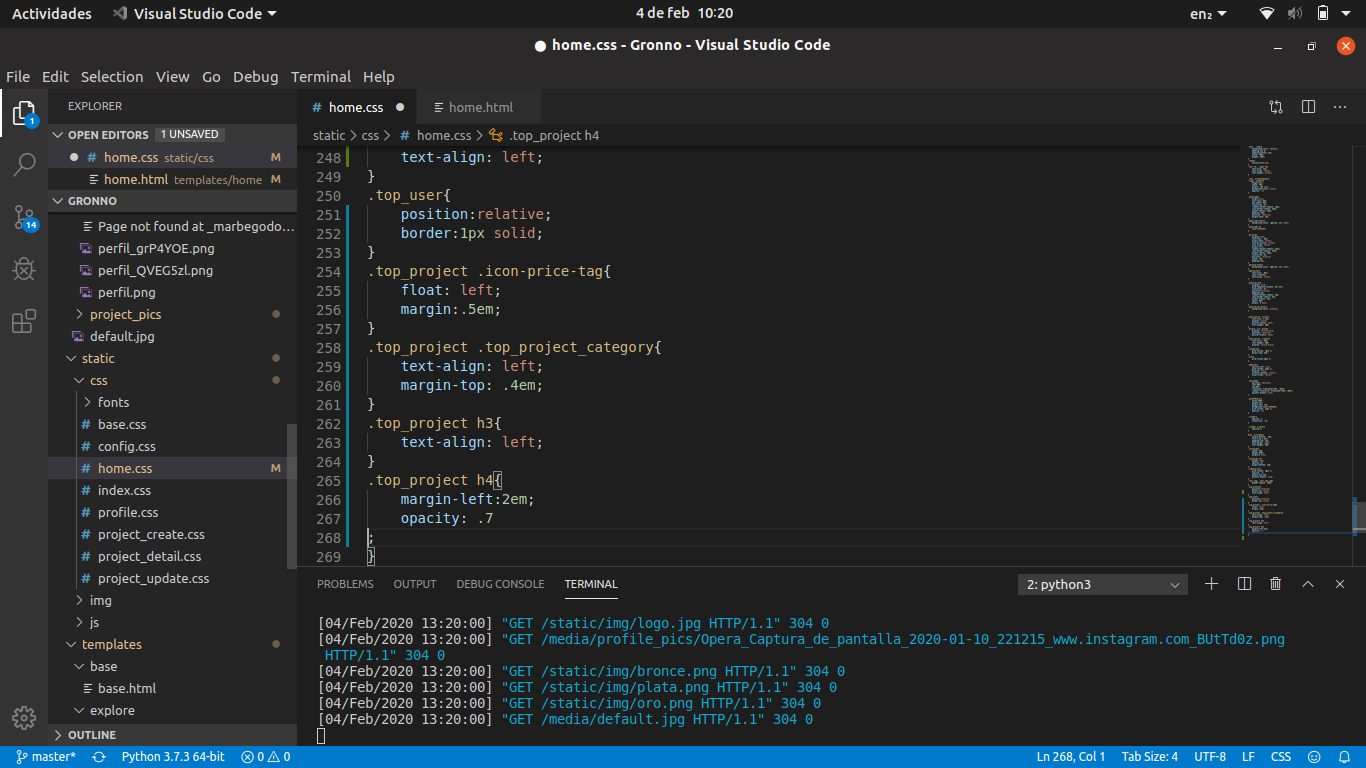 Actividades Visual Studio Code 4 de feb 10:20 en₂
home.css - Gronno - Visual Studio Code
File Edit Selection View Go Debug Terminal Help
EXPLORER
OPEN EDITORS 1 UNSAVED
# home.css static/css M
home.html templates/home M
GRONNO
Page not found at _marbegodo...
perfil_grP4YOE.png
perfil_QVEG5zl.png
perfil.png
project_pics
default.jpg
static
css
fonts
# base.css
# config.css
# home.css M
# index.css
# profile.css
# project_create.css
# project_detail.css
# project_update.css
img
js
templates
base
base.html
explore
OUTLINE
1
14
# home.css home.html
static > css > # home.css > .top_project h4
248 text-align: left;
249 }
250 .top_user{
251 position:relative;
252 border:1px solid;
253 }
254 .top_project .icon-price-tag{
255 float: left;
256 margin:.5em;
257 }
258 .top_project .top_project_category{
259 text-align: left;
260 margin-top: .4em;
261 }
262 .top_project h3{
263 text-align: left;
264 }
265 .top_project h4{
266 margin-left:2em;
267 opacity: .7
268 ;
269 }
PROBLEMS OUTPUT DEBUG CONSOLE TERMINAL 2: python3
[04/Feb/2020 13:20:00] "GET /static/img/logo.jpg HTTP/1.1" 304 0
[04/Feb/2020 13:20:00] "GET /media/profile_pics/Opera_Captura_de_pantalla_2020-01-10_221215_www.instagram.com_BUtTd0z.png
HTTP/1.1" 304 0
[04/Feb/2020 13:20:00] "GET /static/img/bronce.png HTTP/1.1" 304 0
[04/Feb/2020 13:20:00] "GET /static/img/plata.png HTTP/1.1" 304 0
[04/Feb/2020 13:20:00] "GET /static/img/oro.png HTTP/1.1" 304 0
[04/Feb/2020 13:20:00] "GET /media/default.jpg HTTP/1.1" 304 0
master* Python 3.7.3 64-bit 0 0 Ln 268, Col 1 Tab Size: 4 UTF-8 LF CSS